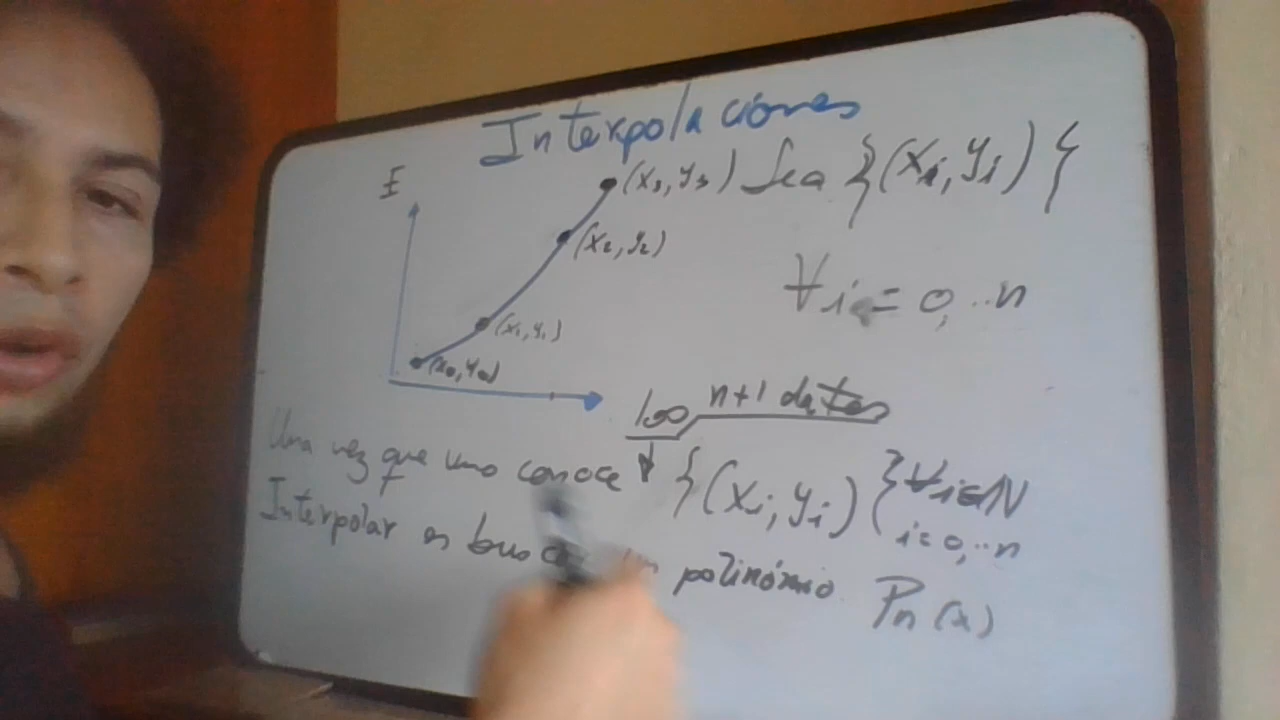 Interpolaciones
I
(x₃, y₃) Sea {(xᵢ, yᵢ)}
(x₂, y₂)
∀ i = 0, ..n
(x₁, y₁)
(x₀, y₀)
100 n+1 datos
Una vez que uno conoce {(xᵢ, yᵢ)} ∀ i ∈ N
i=0, ..n
Interpolar es polinómio Pn(x)